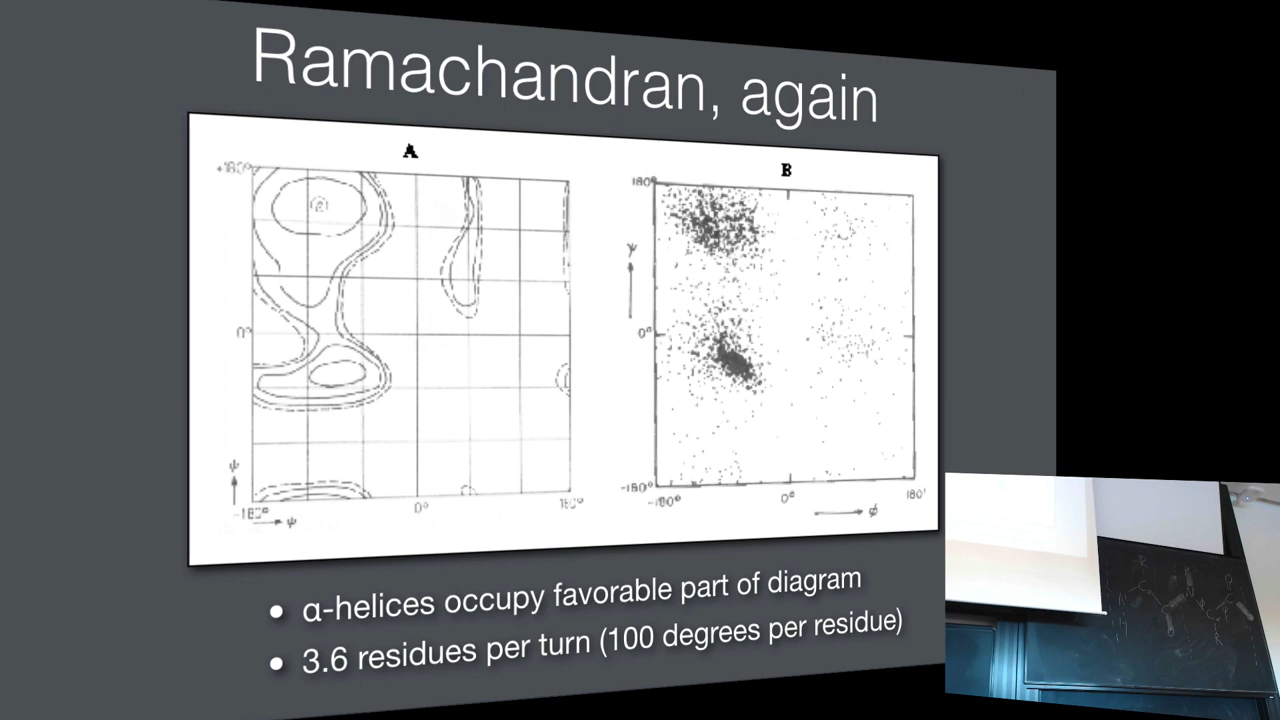 Ramachandran, again
A
B
+180°
180°
ψ
0°
0°
ψ
-180°
0°
180°
ψ
-180°
-180°
0°
180°
ϕ
• α-helices occupy favorable part of diagram
• 3.6 residues per turn (100 degrees per residue)